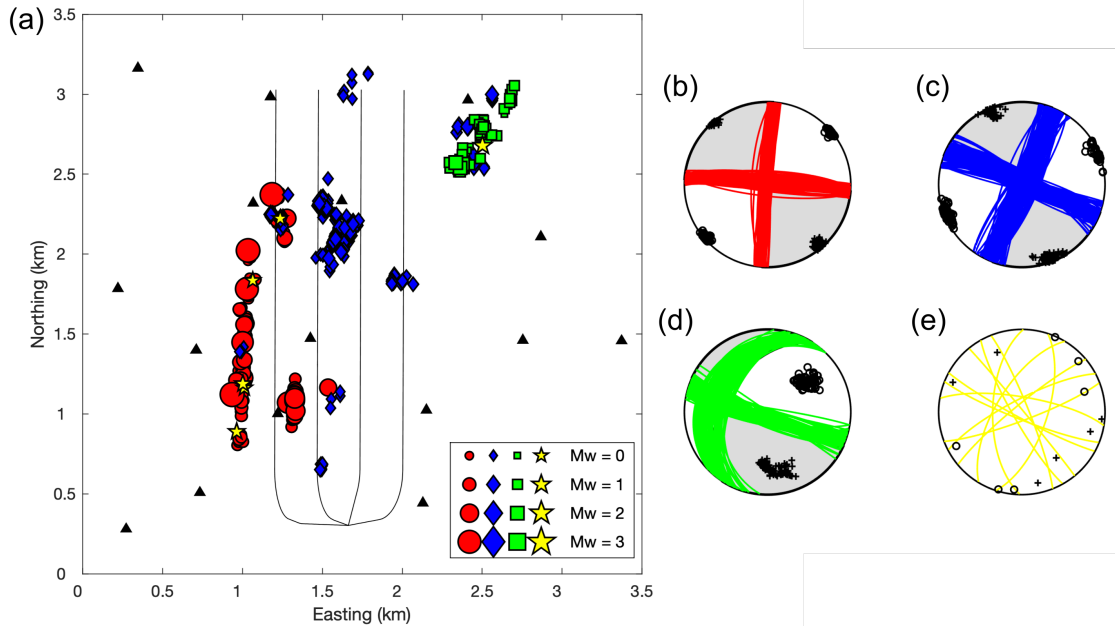 (a)
3.5
3
2.5
2
1.5
1
0.5
0
Northing (km)
0 0.5 1 1.5 2 2.5 3 3.5
Easting (km)
Mw = 0
Mw = 1
Mw = 2
Mw = 3
(b)
(c)
(d)
(e)